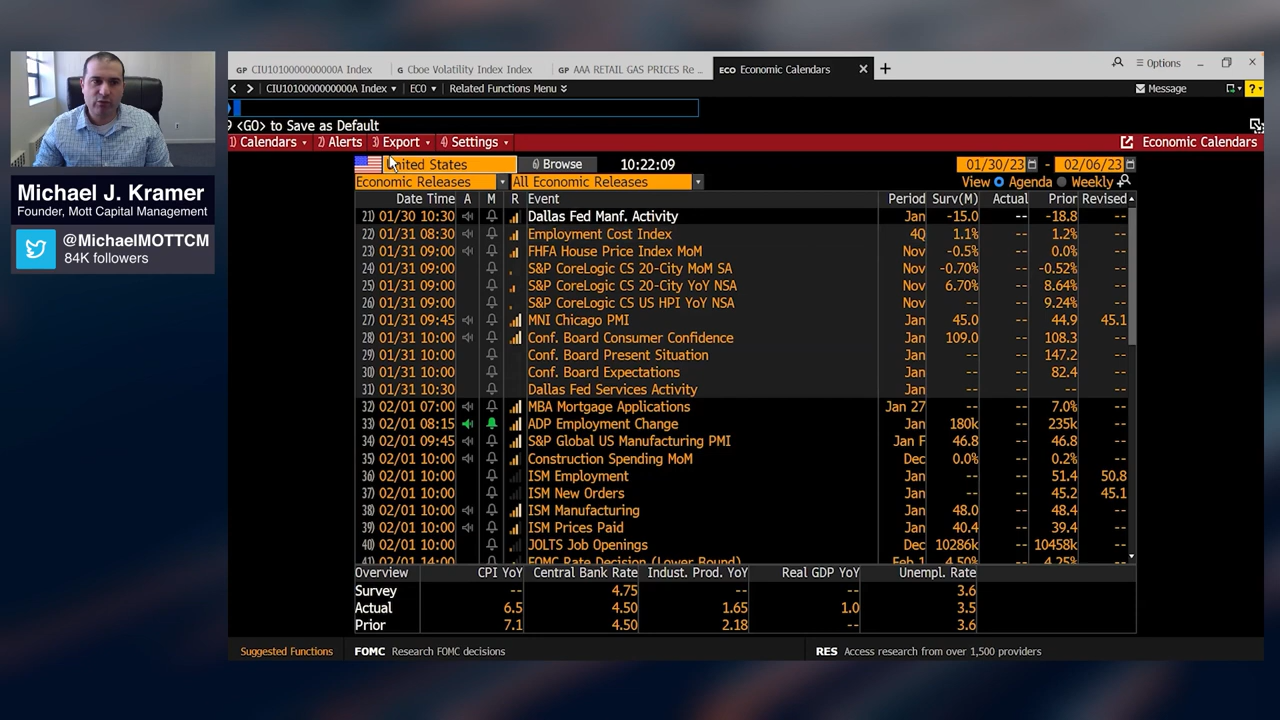 GP CIU1010000000000A Index
G Cboe Volatility Index Index
GP AAA RETAIL GAS PRICES Re ...
ECO Economic Calendars
Options
CIU1010000000000A Index ECO Related Functions Menu
Message
<GO> to Save as Default
1) Calendars 2) Alerts 3) Export 4) Settings Economic Calendars
United States Browse 10:22:09 01/30/23 - 02/06/23
Economic Releases All Economic Releases View Agenda Weekly
Date Time A M R Event Period Surv(M) Actual Prior Revised
21) 01/30 10:30 Dallas Fed Manf. Activity Jan -15.0 -- -18.8 --
22) 01/31 08:30 Employment Cost Index 4Q 1.1% -- 1.2% --
23) 01/31 09:00 FHFA House Price Index MoM Nov -0.5% -- 0.0% --
24) 01/31 09:00 S&P CoreLogic CS 20-City MoM SA Nov -0.70% -- -0.52% --
25) 01/31 09:00 S&P CoreLogic CS 20-City YoY NSA Nov 6.70% -- 8.64% --
26) 01/31 09:00 S&P CoreLogic CS US HPI YoY NSA Nov -- -- 9.24% --
27) 01/31 09:45 MNI Chicago PMI Jan 45.0 -- 44.9 45.1
28) 01/31 10:00 Conf. Board Consumer Confidence Jan 109.0 -- 108.3 --
29) 01/31 10:00 Conf. Board Present Situation Jan -- -- 147.2 --
30) 01/31 10:00 Conf. Board Expectations Jan -- -- 82.4 --
31) 01/31 10:30 Dallas Fed Services Activity Jan -- -- -- --
32) 02/01 07:00 MBA Mortgage Applications Jan 27 -- -- 7.0% --
33) 02/01 08:15 ADP Employment Change Jan 180k -- 235k --
34) 02/01 09:45 S&P Global US Manufacturing PMI Jan F 46.8 -- 46.8 --
35) 02/01 10:00 Construction Spending MoM Dec 0.0% -- 0.2% --
36) 02/01 10:00 ISM Employment Jan -- -- 51.4 50.8
37) 02/01 10:00 ISM New Orders Jan -- -- 45.2 45.1
38) 02/01 10:00 ISM Manufacturing Jan 48.0 -- 48.4 --
39) 02/01 10:00 ISM Prices Paid Jan 40.4 -- 39.4 --
40) 02/01 10:00 JOLTS Job Openings Dec 10286k -- 10458k --
41) 02/01 14:00 FOMC Rate Decision (Lower Bound) Feb 1 4.50% -- 4.25% --
Overview CPI YoY Central Bank Rate Indust. Prod. YoY Real GDP YoY Unempl. Rate
Survey -- 4.75 -- -- 3.6
Actual 6.5 4.50 1.65 1.0 3.5
Prior 7.1 4.50 2.18 -- 3.6
Suggested Functions FOMC Research FOMC decisions RES Access research from over 1,500 providers
Michael J. Kramer
Founder, Mott Capital Management
@MichaelMOTTCM
84K followers